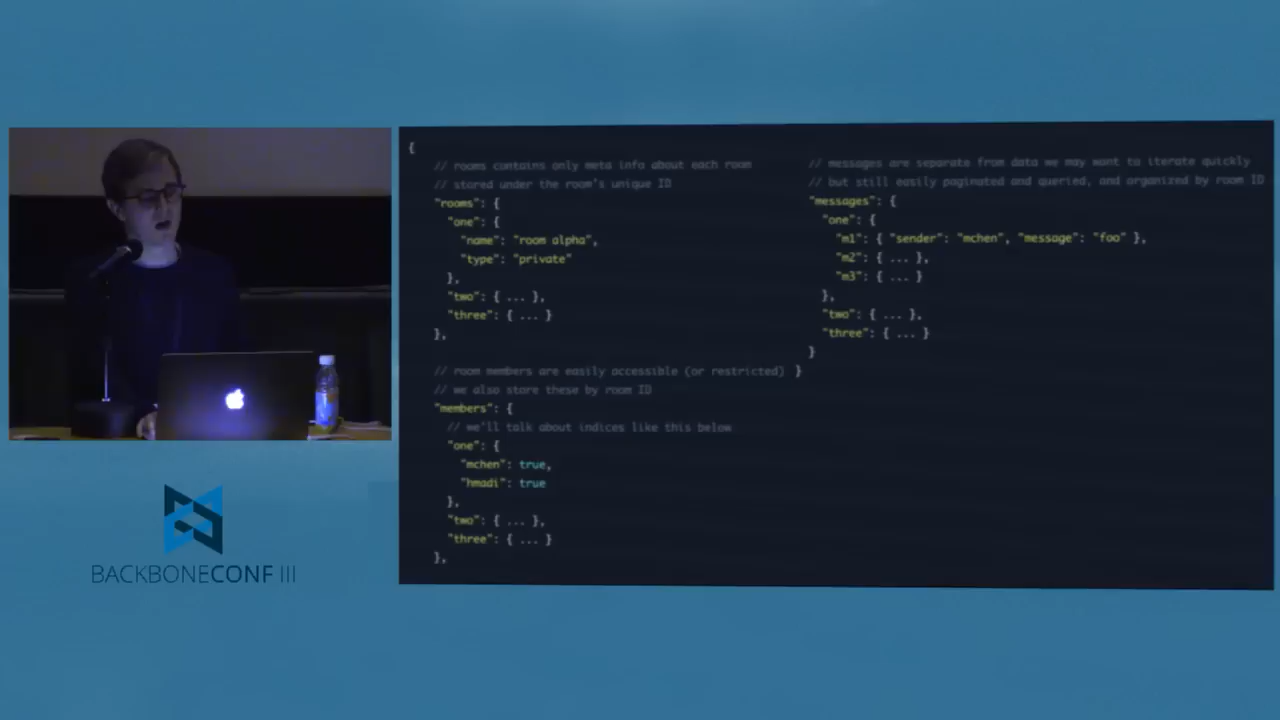 {
// rooms contains only meta info about each room
// stored under the room's unique ID
"rooms": {
"one": {
"name": "room alpha",
"type": "private"
},
"two": { ... },
"three": { ... }
},
// room members are easily accessible (or restricted)
// we also store these by room ID
"members": {
// we'll talk about indices like this below
"one": {
"mchen": true,
"hmadi": true
},
"two": { ... },
"three": { ... }
},
// messages are separate from data we may want to iterate quickly
// but still easily paginated and queried, and organized by room ID
"messages": {
"one": {
"m1": { "sender": "mchen", "message": "foo" },
"m2": { ... },
"m3": { ... }
},
"two": { ... },
"three": { ... }
}
}
BACKBONECONF III